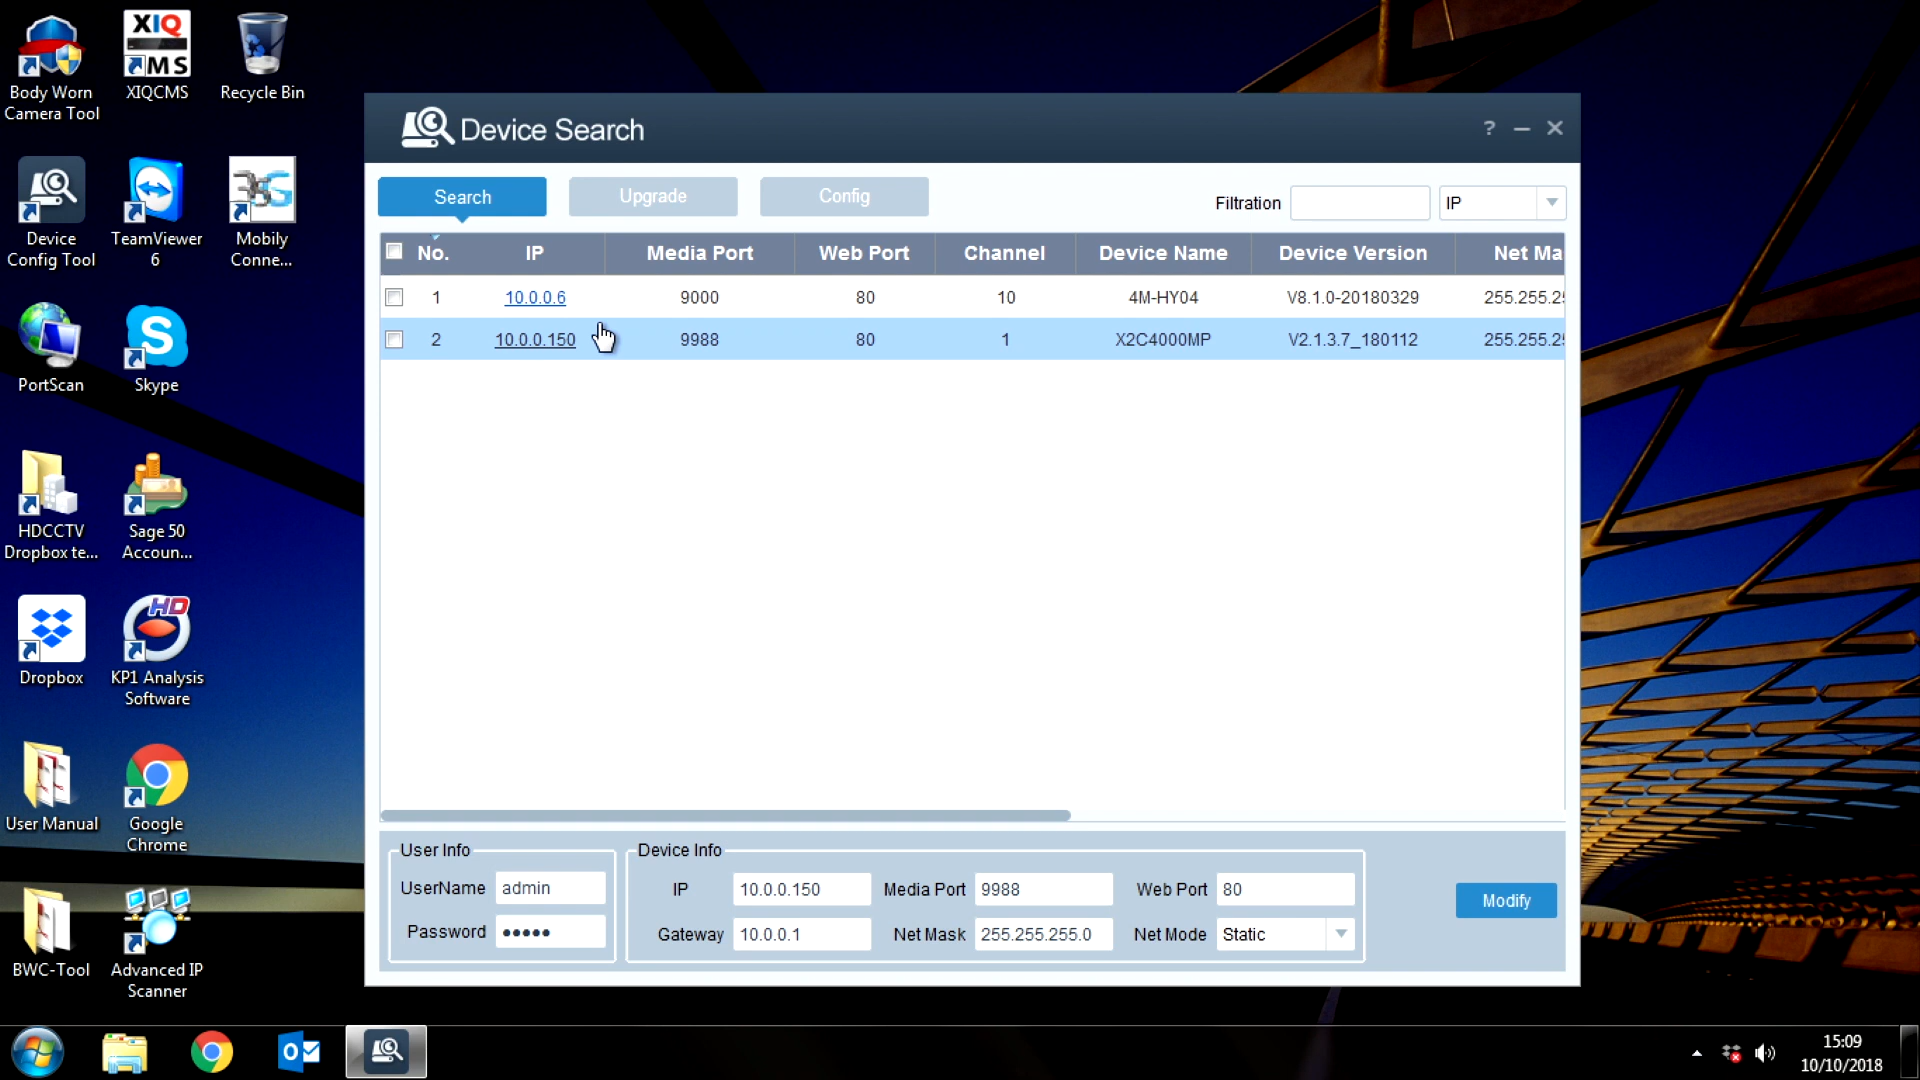 XIQ
MS
Body Worn
Camera Tool
XIQCMS
Recycle Bin
Device
Config Tool
TeamViewer
6
Mobily
Conne...
PortScan
Skype
HDCCTV
Dropbox te...
Sage 50
Accoun...
HD
Dropbox
KP1 Analysis
Software
User Manual
Google
Chrome
BWC-Tool
Advanced IP
Scanner
Device Search
?
Search
Upgrade
Config
Filtration
IP
No. IP Media Port Web Port Channel Device Name Device Version Net Ma
1 10.0.0.6 9000 80 10 4M-HY04 V8.1.0-20180329 255.255.2
2 10.0.0.150 9988 80 1 X2C4000MP V2.1.3.7_180112 255.255.2
User Info
UserName admin
Password •••••
Device Info
IP 10.0.0.150 Media Port 9988 Web Port 80
Gateway 10.0.0.1 Net Mask 255.255.255.0 Net Mode Static
Modify
15:09
10/10/2018